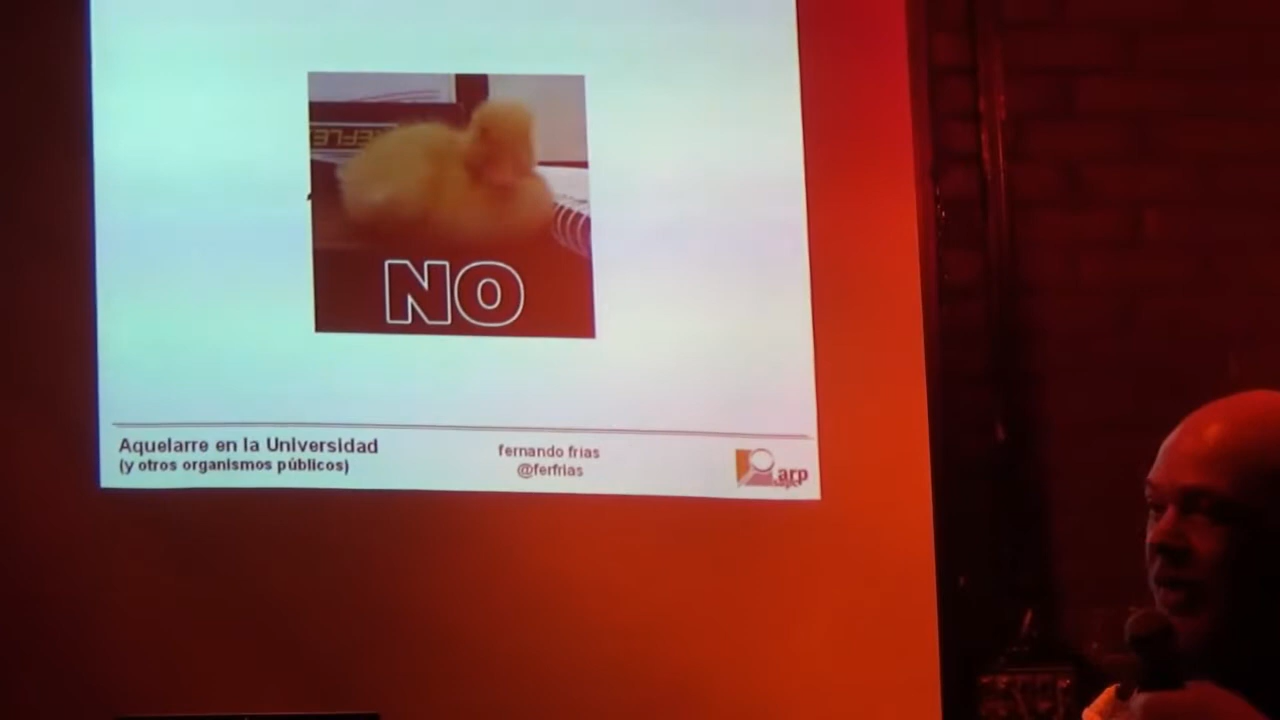 NO
Aquelarre en la Universidad
(y otros organismos públicos)
fernando frias
@ferfrias
arp